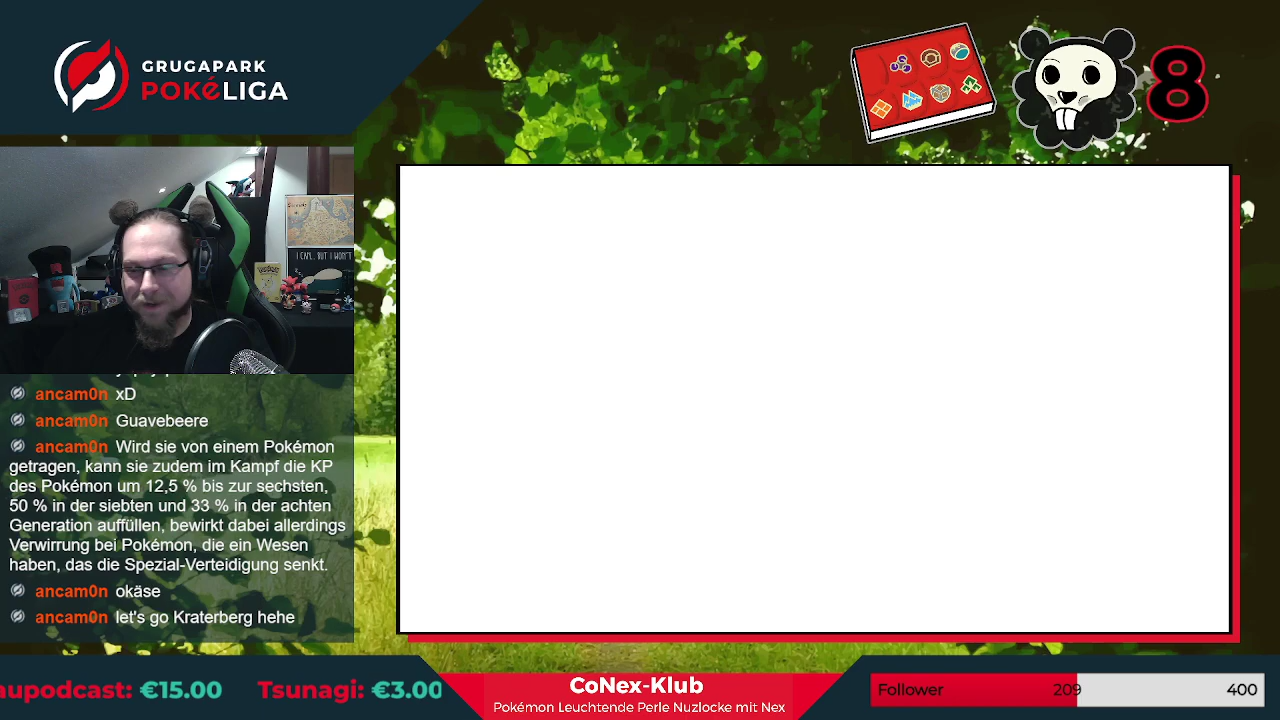 GRUGAPARK
POKéLIGA
8
I CAN... BUT I WON'T
ancam0n xD
ancam0n Guavebeere
ancam0n Wird sie von einem Pokémon
getragen, kann sie zudem im Kampf die KP
des Pokémon um 12,5 % bis zur sechsten,
50 % in der siebten und 33 % in der achten
Generation auffüllen, bewirkt dabei allerdings
Verwirrung bei Pokémon, die ein Wesen
haben, das die Spezial-Verteidigung senkt.
ancam0n okäse
ancam0n let's go Kraterberg hehe
aupodcast: €15.00 Tsunagi: €3.00
CoNex-Klub
Pokémon Leuchtende Perle Nuzlocke mit Nex
Follower 209 400